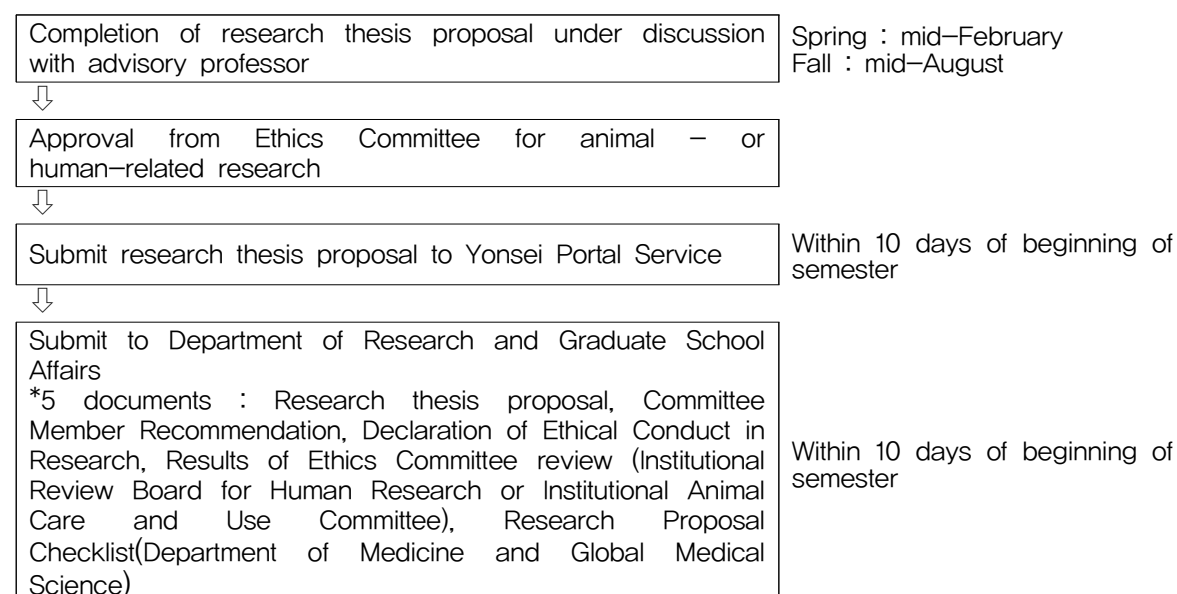 Completion of research thesis proposal under discussion
with advisory professor
Spring : mid-February
Fall : mid-August
⇩
Approval from Ethics Committee for animal - or
human-related research
⇩
Submit research thesis proposal to Yonsei Portal Service
Within 10 days of beginning of
semester
⇩
Submit to Department of Research and Graduate School
Affairs
*5 documents : Research thesis proposal, Committee
Member Recommendation, Declaration of Ethical Conduct in
Research, Results of Ethics Committee review (Institutional
Review Board for Human Research or Institutional Animal
Care and Use Committee), Research Proposal
Checklist(Department of Medicine and Global Medical
Science)
Within 10 days of beginning of
semester